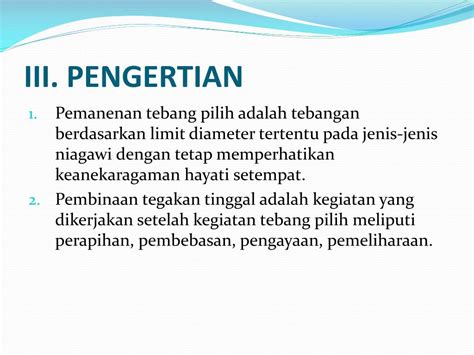 III. PENGERTIAN
1. Pemanenan tebang pilih adalah tebangan
berdasarkan limit diameter tertentu pada jenis-jenis
niagawi dengan tetap memperhatikan
keanekaragaman hayati setempat.
2. Pembinaan tegakan tinggal adalah kegiatan yang
dikerjakan setelah kegiatan tebang pilih meliputi
perapihan, pembebasan, pengayaan, pemeliharaan.